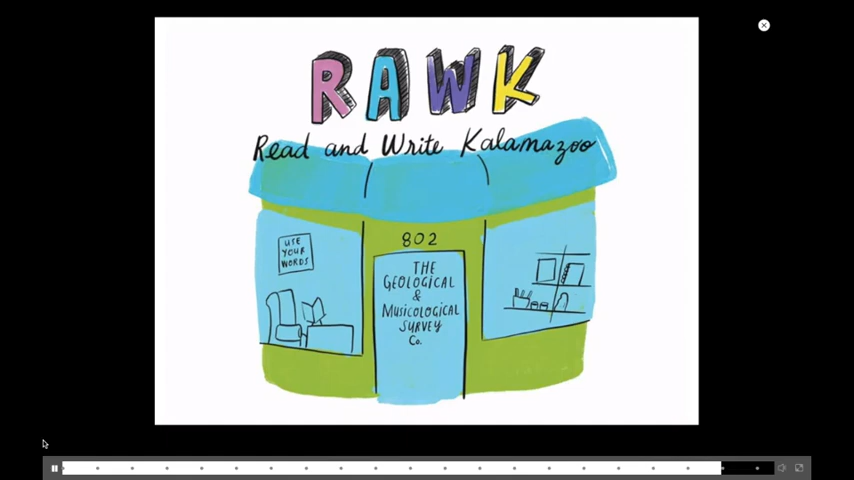 RAWK
Read and Write Kalamazoo
802
USE
YOUR
WORDS
THE
GEOLOGICAL
&
MUSICOLOGICAL
SURVEY
Co.